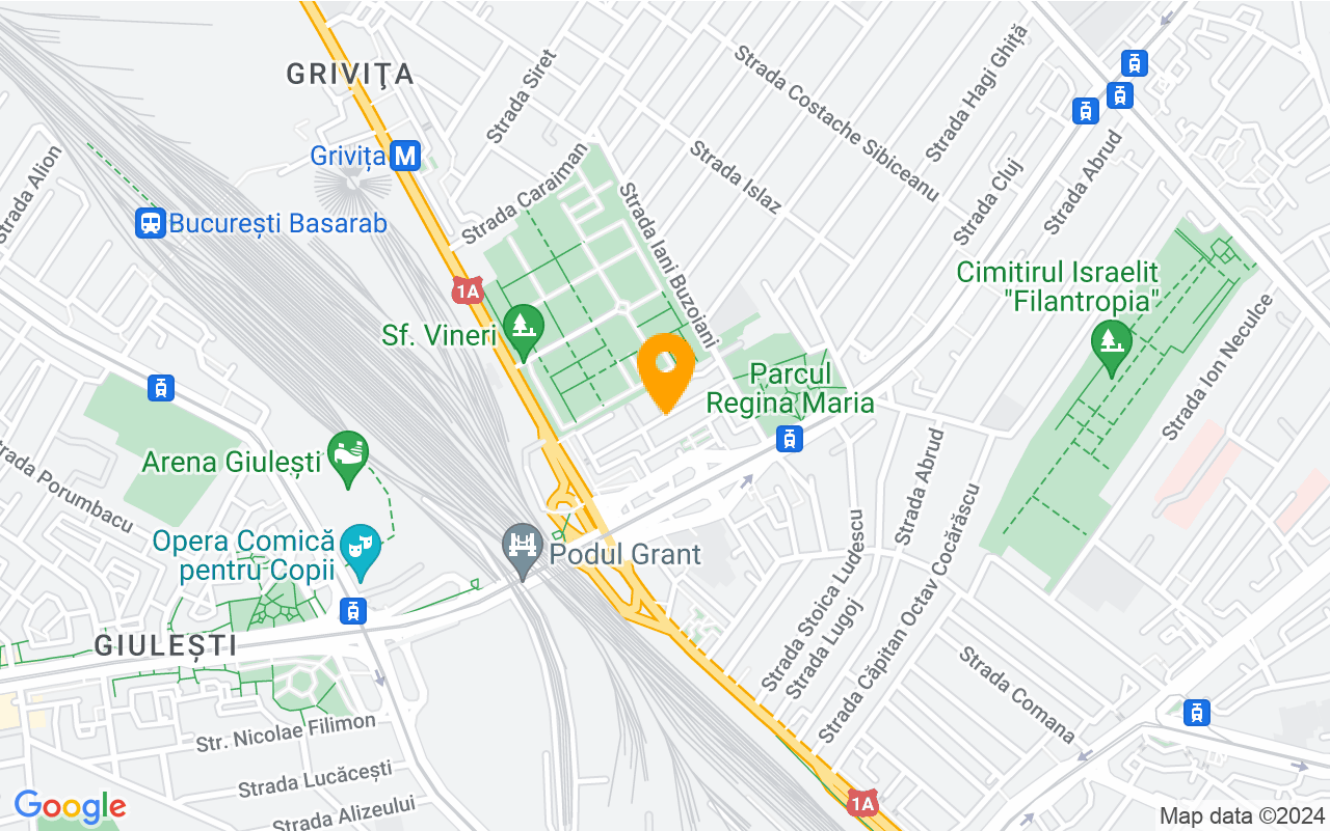 GRIVIŢA
Strada Siret
Strada Costache Sibiceanu
Strada Hagi Ghiță
Grivița
M
Strada Alion
Strada Caraiman
Strada Islaz
Strada Cluj
Strada Abrud
București Basarab
Strada Iani Buzoiani
1A
Cimitirul Israelit
"Filantropia"
Sf. Vineri
Strada Ion Neculce
Parcul
Regina Maria
Arena Giulești
Strada Porumbacu
Strada Abrud
Opera Comică
pentru Copii
Podul Grant
Strada Stoica Ludescu
Strada Lugoj
Strada Căpitan Octav Cocărăscu
GIULEȘTI
Strada Comana
Str. Nicolae Filimon
Strada Lucăcești
Strada Alizeului
1A
Google
Map data ©2024